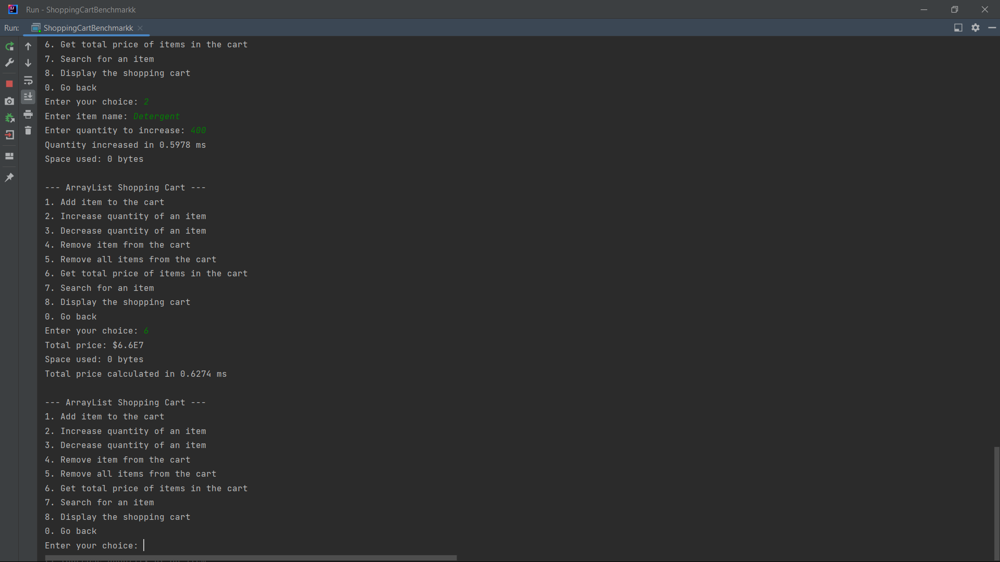 Run - ShoppingCartBenchmarkk
Run: ShoppingCartBenchmarkk
6. Get total price of items in the cart
7. Search for an item
8. Display the shopping cart
0. Go back
Enter your choice: 2
Enter item name: Detergent
Enter quantity to increase: 400
Quantity increased in 0.5978 ms
Space used: 0 bytes
--- ArrayList Shopping Cart ---
1. Add item to the cart
2. Increase quantity of an item
3. Decrease quantity of an item
4. Remove item from the cart
5. Remove all items from the cart
6. Get total price of items in the cart
7. Search for an item
8. Display the shopping cart
0. Go back
Enter your choice: 6
Total price: $6.6E7
Space used: 0 bytes
Total price calculated in 0.6274 ms
--- ArrayList Shopping Cart ---
1. Add item to the cart
2. Increase quantity of an item
3. Decrease quantity of an item
4. Remove item from the cart
5. Remove all items from the cart
6. Get total price of items in the cart
7. Search for an item
8. Display the shopping cart
0. Go back
Enter your choice: